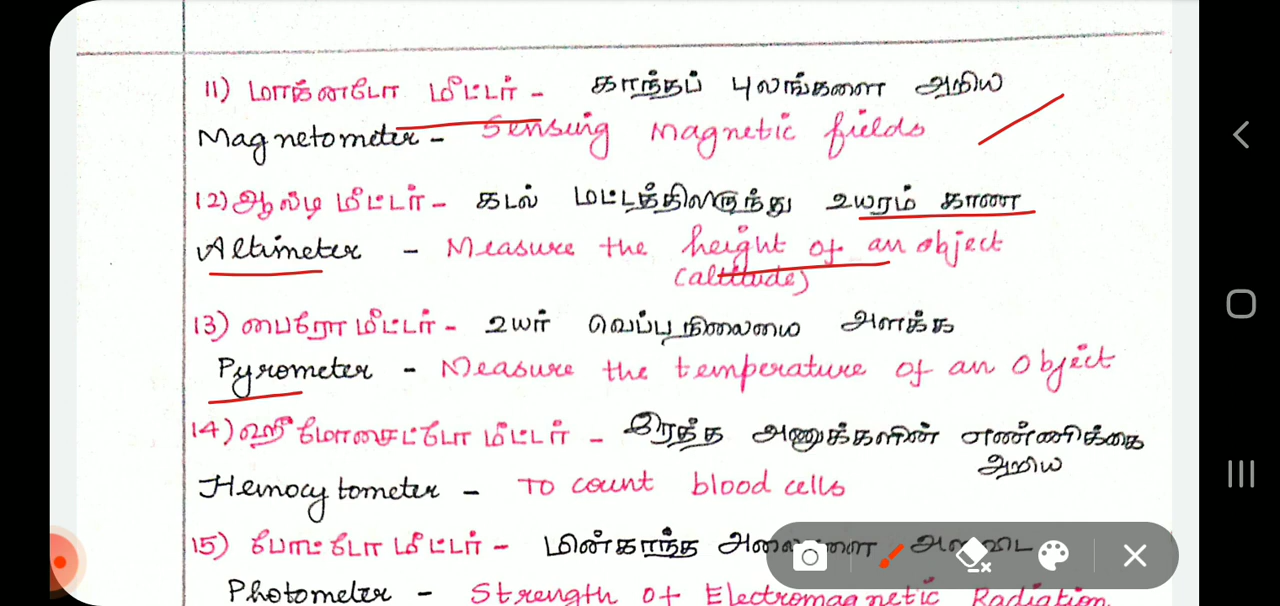 11) மாக்னடோ மீட்டர் - காந்தப் புலங்களை அறிய
Magnetometer - Sensing Magnetic fields
12) ஆல்டி மீட்டர் - கடல் மட்டத்திலிருந்து உயரம் காண
Altimeter - Measure the height of an object
(altitude)
13) பைரோ மீட்டர் - உயர் வெப்பநிலைமை அளக்க
Pyrometer - Measure the temperature of an Object
14) ஹீமோசைட்டோ மீட்டர் - இரத்த அணுக்களின் எண்ணிக்கை
அறிய
Hemocytometer - To count blood cells
15) போட்டோ மீட்டர் - மின்காந்த அலைகளை அளவிட
Photometer - Strength of Electromagnetic Radiation.